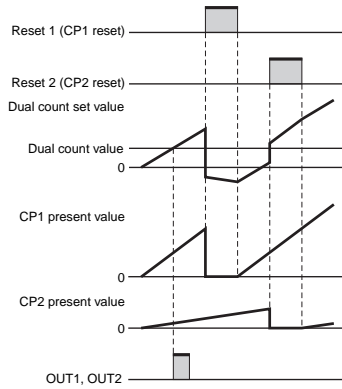 Reset 1 (CP1 reset)
Reset 2 (CP2 reset)
Dual count set value
Dual count value
0
CP1 present value
0
CP2 present value
0
OUT1, OUT2